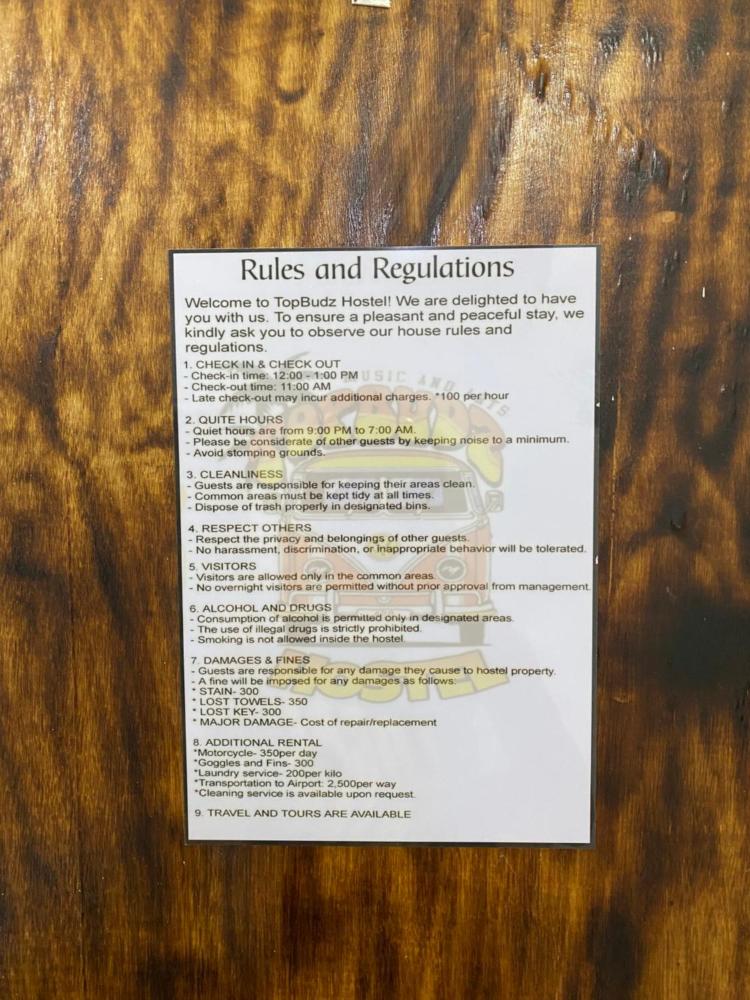 Rules and Regulations
Welcome to TopBudz Hostel! We are delighted to have
you with us. To ensure a pleasant and peaceful stay, we
kindly ask you to observe our house rules and
regulations.
1. CHECK IN & CHECK OUT
- Check-in time: 12:00 - 1:00 PM
- Check-out time: 11:00 AM
- Late check-out may incur additional charges. *100 per hour
2. QUITE HOURS
- Quiet hours are from 9:00 PM to 7:00 AM.
- Please be considerate of other guests by keeping noise to a minimum.
- Avoid stomping grounds.
3. CLEANLINESS
- Guests are responsible for keeping their areas clean.
- Common areas must be kept tidy at all times.
- Dispose of trash properly in designated bins.
4. RESPECT OTHERS
- Respect the privacy and belongings of other guests.
- No harassment, discrimination, or inappropriate behavior will be tolerated.
5. VISITORS
- Visitors are allowed only in the common areas.
- No overnight visitors are permitted without prior approval from management.
6. ALCOHOL AND DRUGS
- Consumption of alcohol is permitted only in designated areas.
- The use of illegal drugs is strictly prohibited.
- Smoking is not allowed inside the hostel.
7. DAMAGES & FINES
- Guests are responsible for any damage they cause to hostel property.
- A fine will be imposed for any damages as follows:
* STAIN- 300
* LOST TOWELS- 350
* LOST KEY- 300
* MAJOR DAMAGE- Cost of repair/replacement
8. ADDITIONAL RENTAL
*Motorcycle- 350per day
*Goggles and Fins- 300
*Laundry service- 200per kilo
*Transportation to Airport: 2,500per way
*Cleaning service is available upon request.
9. TRAVEL AND TOURS ARE AVAILABLE
MUSIC AND
TOPBUDZ
HOSTEL